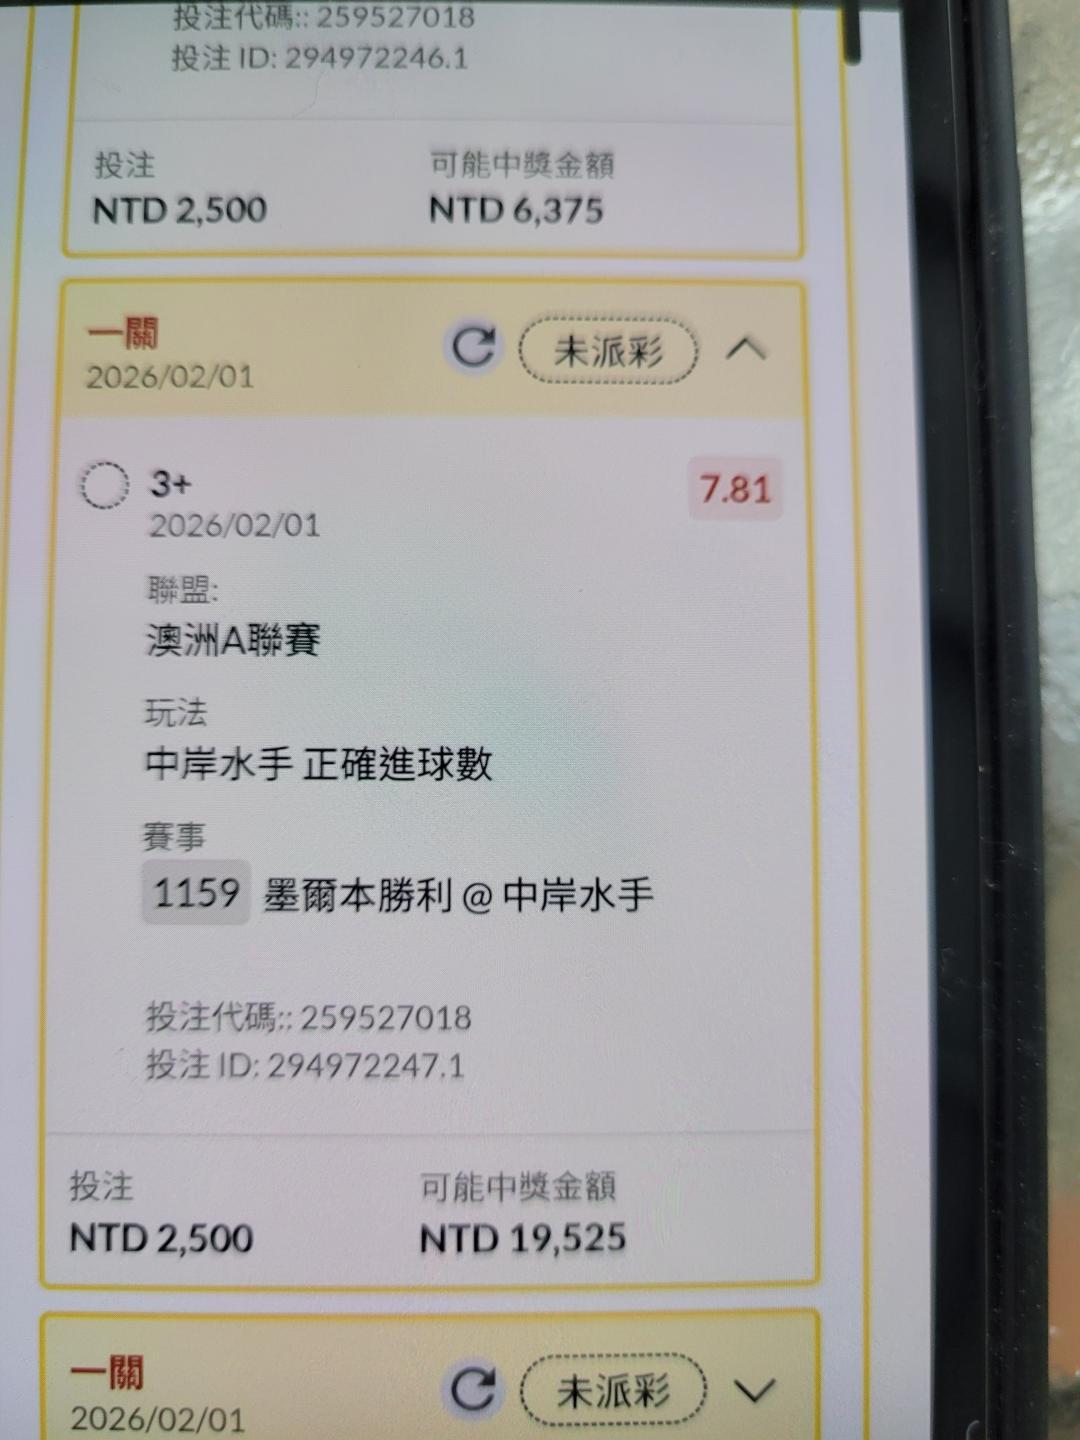 投注代碼:: 259527018
投注 ID: 294972246.1
投注 可能中獎金額
NTD 2,500 NTD 6,375
一關 未派彩
2026/02/01
3+ 7.81
2026/02/01
聯盟:
澳洲A聯賽
玩法
中岸水手 正確進球數
賽事
1159 墨爾本勝利 @ 中岸水手
投注代碼:: 259527018
投注 ID: 294972247.1
投注 可能中獎金額
NTD 2,500 NTD 19,525
一關 未派彩
2026/02/01